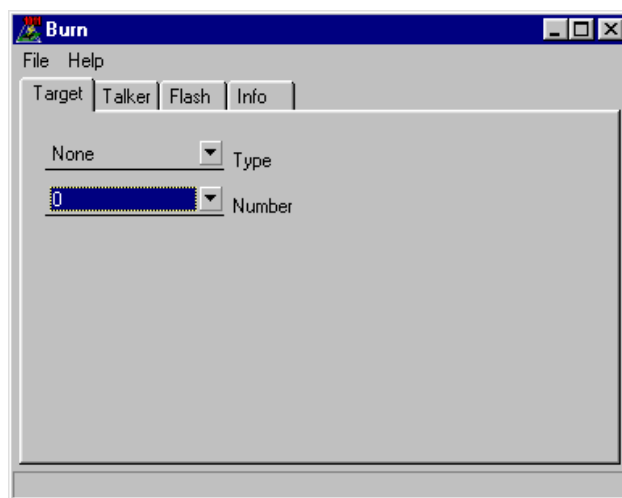 Burn
File Help
Target Talker Flash Info
None Type
0 Number